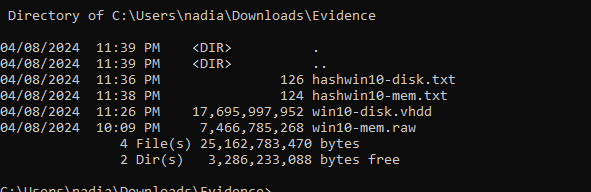 Directory of C:\Users\nadia\Downloads\Evidence
04/08/2024  11:39 PM    <DIR>          .
04/08/2024  11:39 PM    <DIR>          ..
04/08/2024  11:36 PM               126 hashwin10-disk.txt
04/08/2024  11:38 PM               124 hashwin10-mem.txt
04/08/2024  11:26 PM    17,695,997,952 win10-disk.vhdd
04/08/2024  10:09 PM     7,466,785,268 win10-mem.raw
4 File(s) 25,162,783,470 bytes
2 Dir(s)   3,286,233,088 bytes free
C:\Users\nadia\Downloads\Evidence>